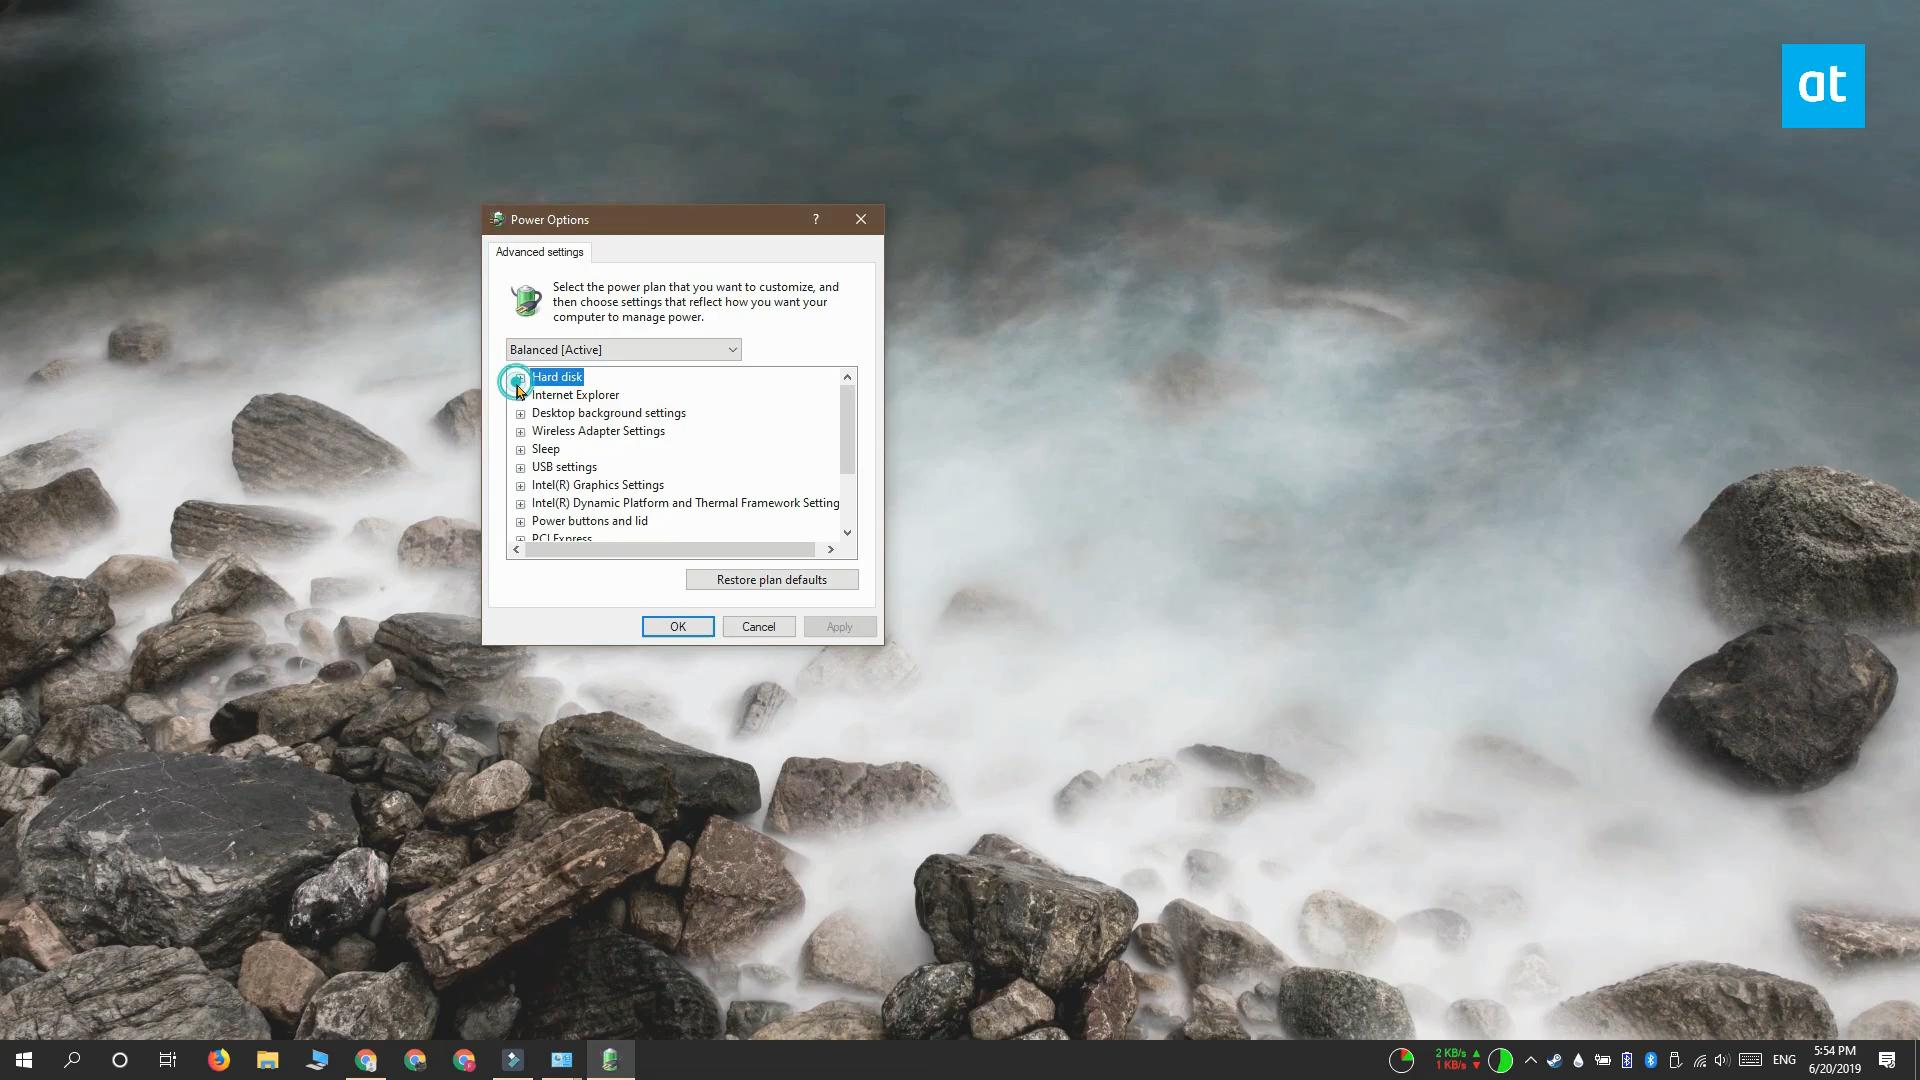 at
Power Options
?
Advanced settings
Select the power plan that you want to customize, and
then choose settings that reflect how you want your
computer to manage power.
Balanced [Active]
Hard disk
Internet Explorer
Desktop background settings
Wireless Adapter Settings
Sleep
USB settings
Intel(R) Graphics Settings
Intel(R) Dynamic Platform and Thermal Framework Setting
Power buttons and lid
PCI Express
Restore plan defaults
OK
Cancel
Apply
2 KB/s
1 KB/s
ENG
5:54 PM
6/20/2019